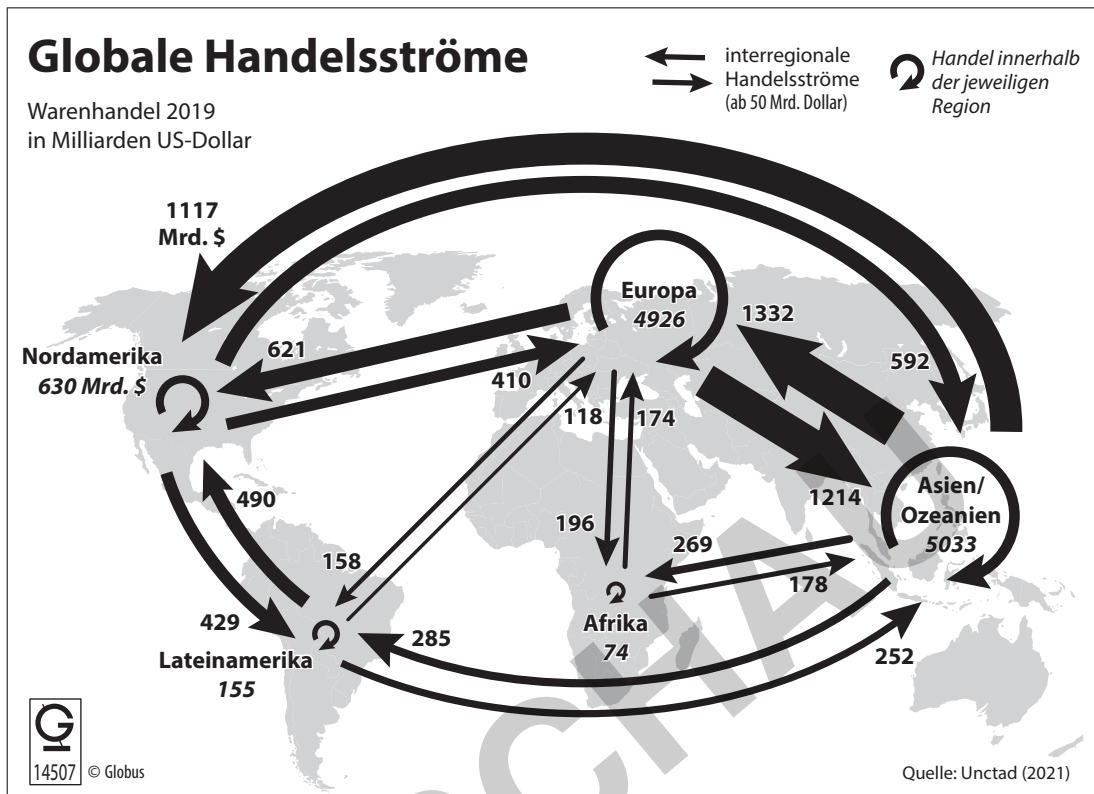 Globale Handelsströme
Warenhandel 2019
in Milliarden US-Dollar
interregionale
Handelsströme
(ab 50 Mrd. Dollar)
Handel innerhalb
der jeweiligen
Region
1117
Mrd. $
Europa
4926
1332
Nordamerika
630 Mrd. $
621
592
410
118
174
490
1214
Asien/
Ozeanien
5033
196
269
158
178
429
Afrika
74
285
252
Lateinamerika
155
G
14507
© Globus
Quelle: Unctad (2021)